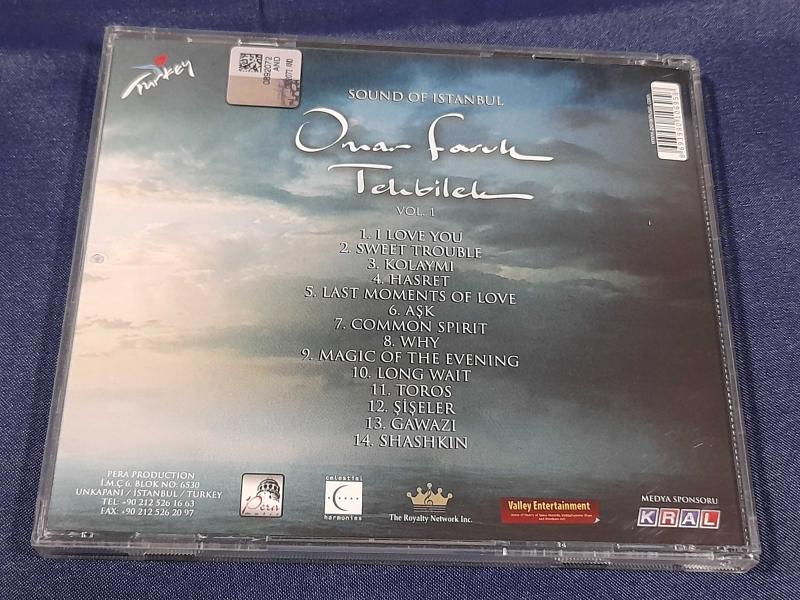 Turkey
0892072
AND
SOUND OF ISTANBUL
Omar Faruk
Tekbilek
VOL. 1
1. I LOVE YOU
2. SWEET TROUBLE
3. KOLAYMI
4. HASRET
5. LAST MOMENTS OF LOVE
6. AŞK
7. COMMON SPIRIT
8. WHY
9. MAGIC OF THE EVENING
10. LONG WAIT
11. TOROS
12. ŞİŞELER
13. GAWAZI
14. SHASHKIN
PERA PRODUCTION
İ.M.Ç 6. BLOK NO: 6530
UNKAPANI / İSTANBUL / TURKEY
TEL: +90 212 526 16 63
FAX: +90 212 526 20 97
Pera
celestial
harmonies
The Royalty Network Inc.
Valley Entertainment
MEDYA SPONSORU
KRAL